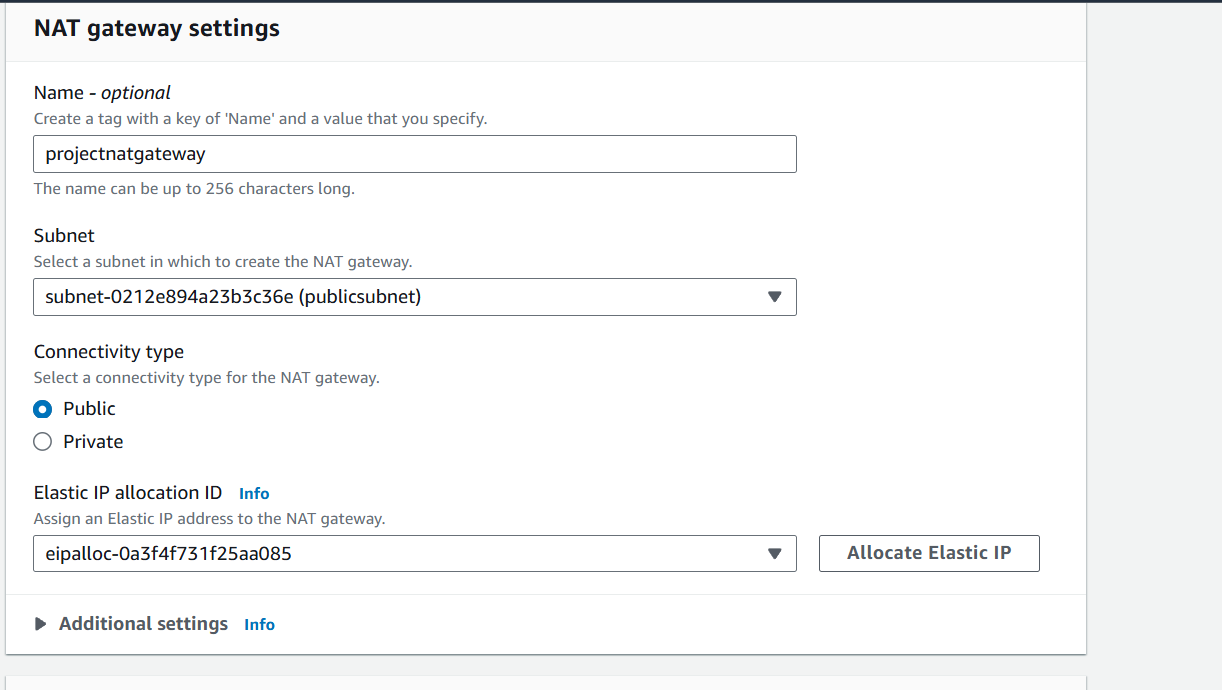 NAT gateway settings
Name - optional
Create a tag with a key of 'Name' and a value that you specify.
projectnatgateway
The name can be up to 256 characters long.
Subnet
Select a subnet in which to create the NAT gateway.
subnet-0212e894a23b3c36e (publicsubnet)
Connectivity type
Select a connectivity type for the NAT gateway.
Public
Private
Elastic IP allocation ID Info
Assign an Elastic IP address to the NAT gateway.
eipalloc-0a3f4f731f25aa085 Allocate Elastic IP
Additional settings Info